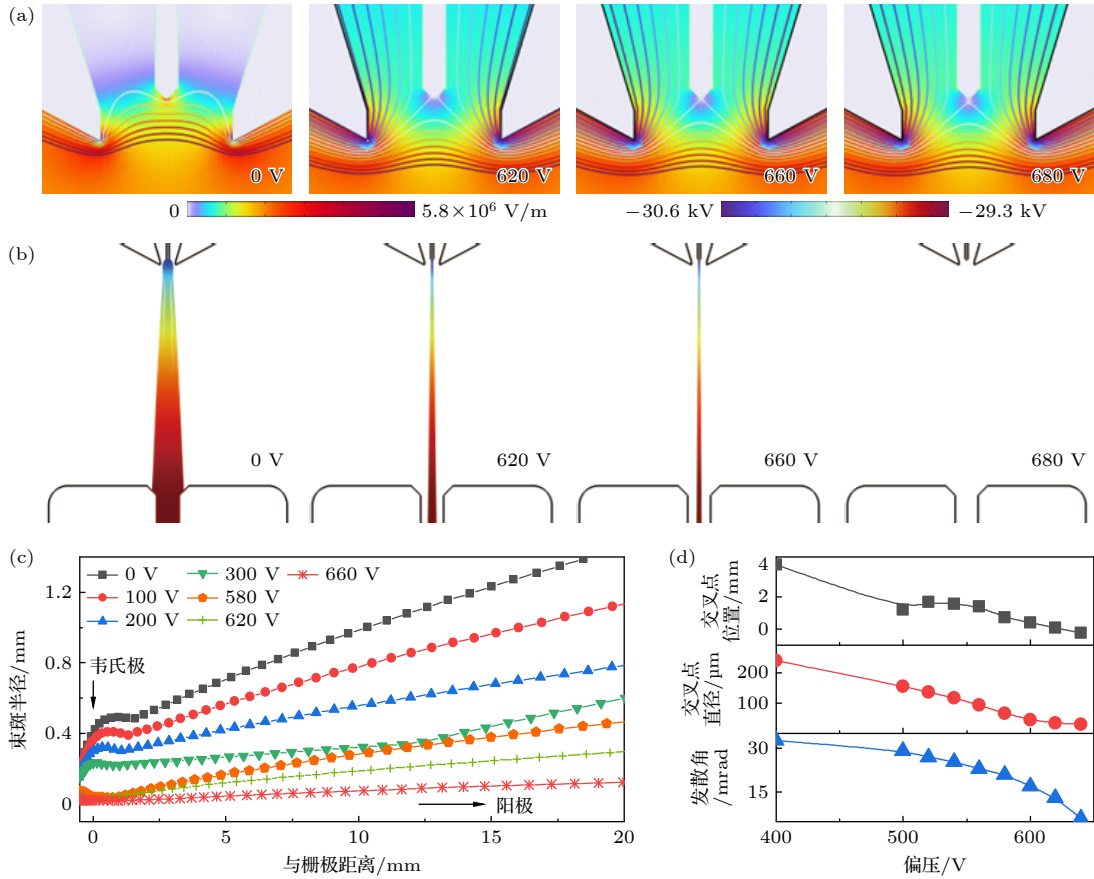 (a)
0 V
620 V
660 V
680 V
0
5.8×10⁶ V/m
−30.6 kV
−29.3 kV
(b)
0 V
620 V
660 V
680 V
(c)
0 V
100 V
200 V
300 V
580 V
620 V
660 V
韦氏极
阳极
束斑半径/mm
1.2
0.8
0.4
0
0
5
10
15
20
与栅极距离/mm
(d)
交叉点
位置/mm
4
2
0
交叉点
直径/μm
200
100
发散角
/mrad
30
15
400
500
600
偏压/V